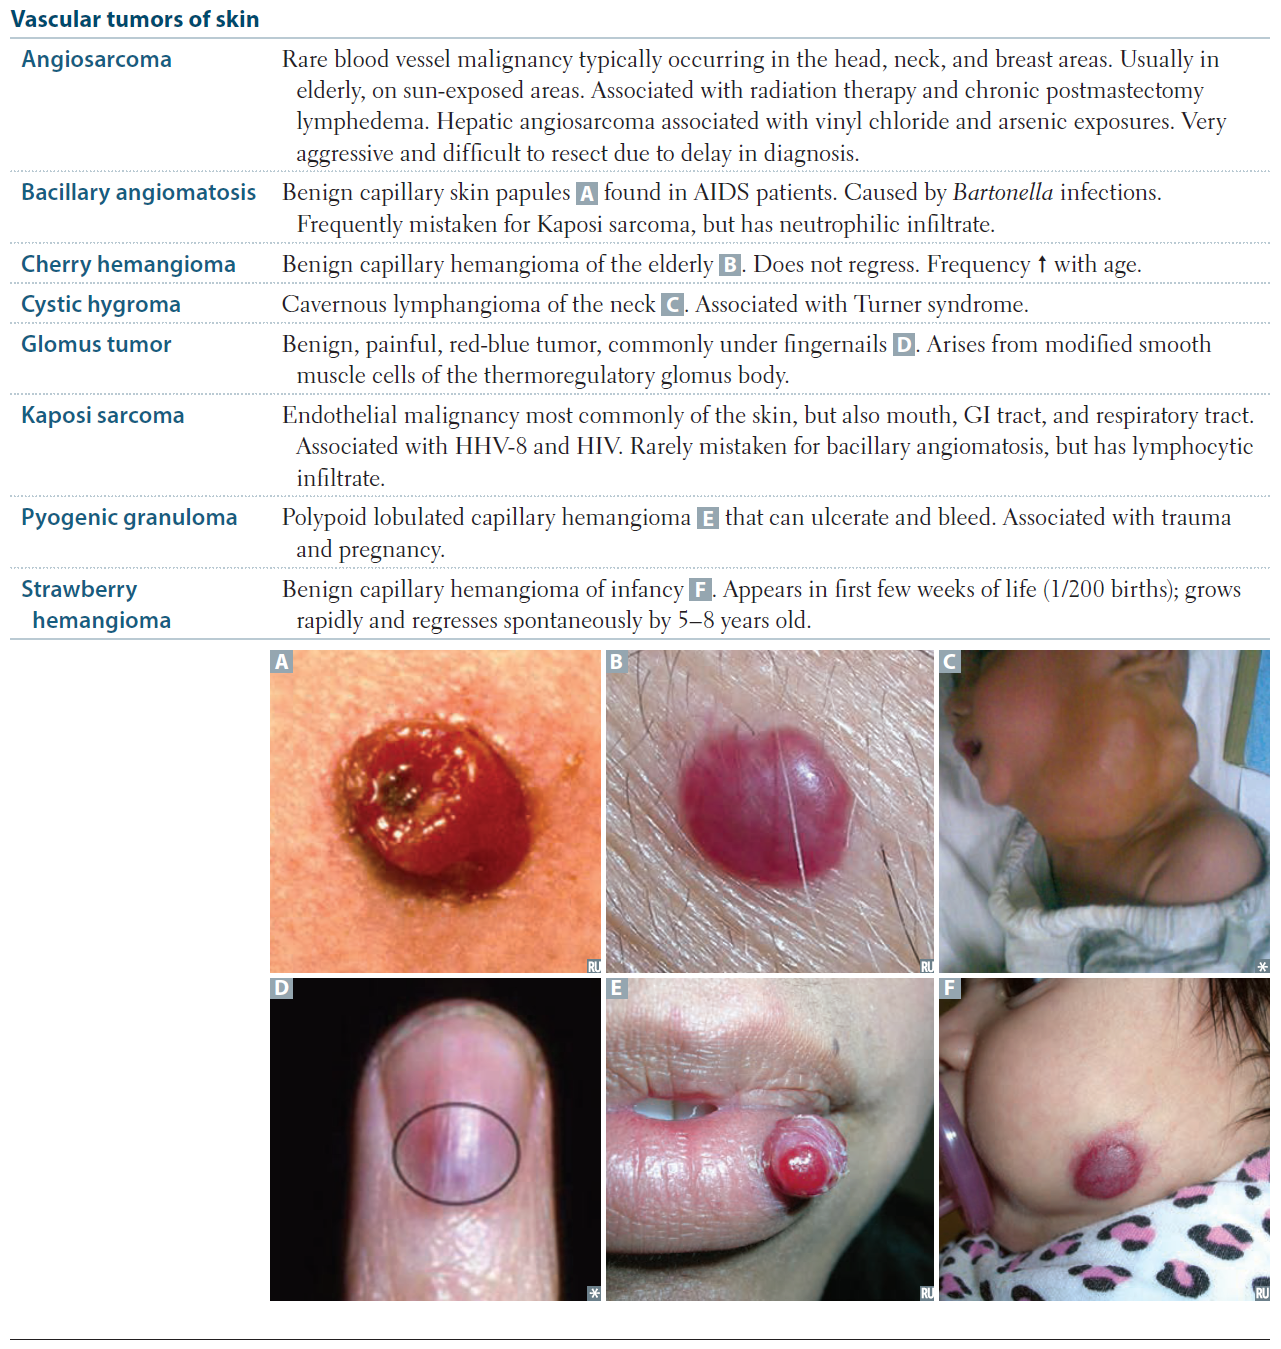 Vascular tumors of skin
Angiosarcoma
Rare blood vessel malignancy typically occurring in the head, neck, and breast areas. Usually in
elderly, on sun-exposed areas. Associated with radiation therapy and chronic postmastectomy
lymphedema. Hepatic angiosarcoma associated with vinyl chloride and arsenic exposures. Very
aggressive and difficult to resect due to delay in diagnosis.
Bacillary angiomatosis
Benign capillary skin papules A found in AIDS patients. Caused by Bartonella infections.
Frequently mistaken for Kaposi sarcoma, but has neutrophilic infiltrate.
Cherry hemangioma
Benign capillary hemangioma of the elderly B. Does not regress. Frequency ↑ with age.
Cystic hygroma
Cavernous lymphangioma of the neck C. Associated with Turner syndrome.
Glomus tumor
Benign, painful, red-blue tumor, commonly under fingernails D. Arises from modified smooth
muscle cells of the thermoregulatory glomus body.
Kaposi sarcoma
Endothelial malignancy most commonly of the skin, but also mouth, GI tract, and respiratory tract.
Associated with HHV-8 and HIV. Rarely mistaken for bacillary angiomatosis, but has lymphocytic
infiltrate.
Pyogenic granuloma
Polypoid lobulated capillary hemangioma E that can ulcerate and bleed. Associated with trauma
and pregnancy.
Strawberry
hemangioma
Benign capillary hemangioma of infancy F. Appears in first few weeks of life (1/200 births); grows
rapidly and regresses spontaneously by 5–8 years old.
A
B
C
RU
RU
*
D
E
F
*
RU
RU